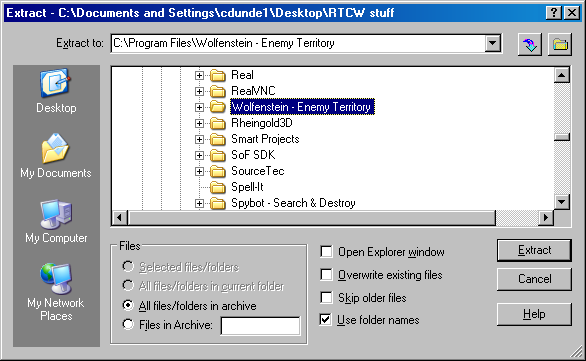 Extract - C:\Documents and Settings\cdunde1\Desktop\RTCW stuff
Extract to: C:\Program Files\Wolfenstein - Enemy Territory
Desktop
My Documents
My Computer
My Network
Places
Real
RealVNC
Wolfenstein - Enemy Territory
Rheingold3D
Smart Projects
SoF SDK
SourceTec
Spell-It
Spybot - Search & Destroy
Files
Selected files/folders
All files/folders in current folder
All files/folders in archive
Files in Archive:
Open Explorer window
Overwrite existing files
Skip older files
Use folder names
Extract
Cancel
Help